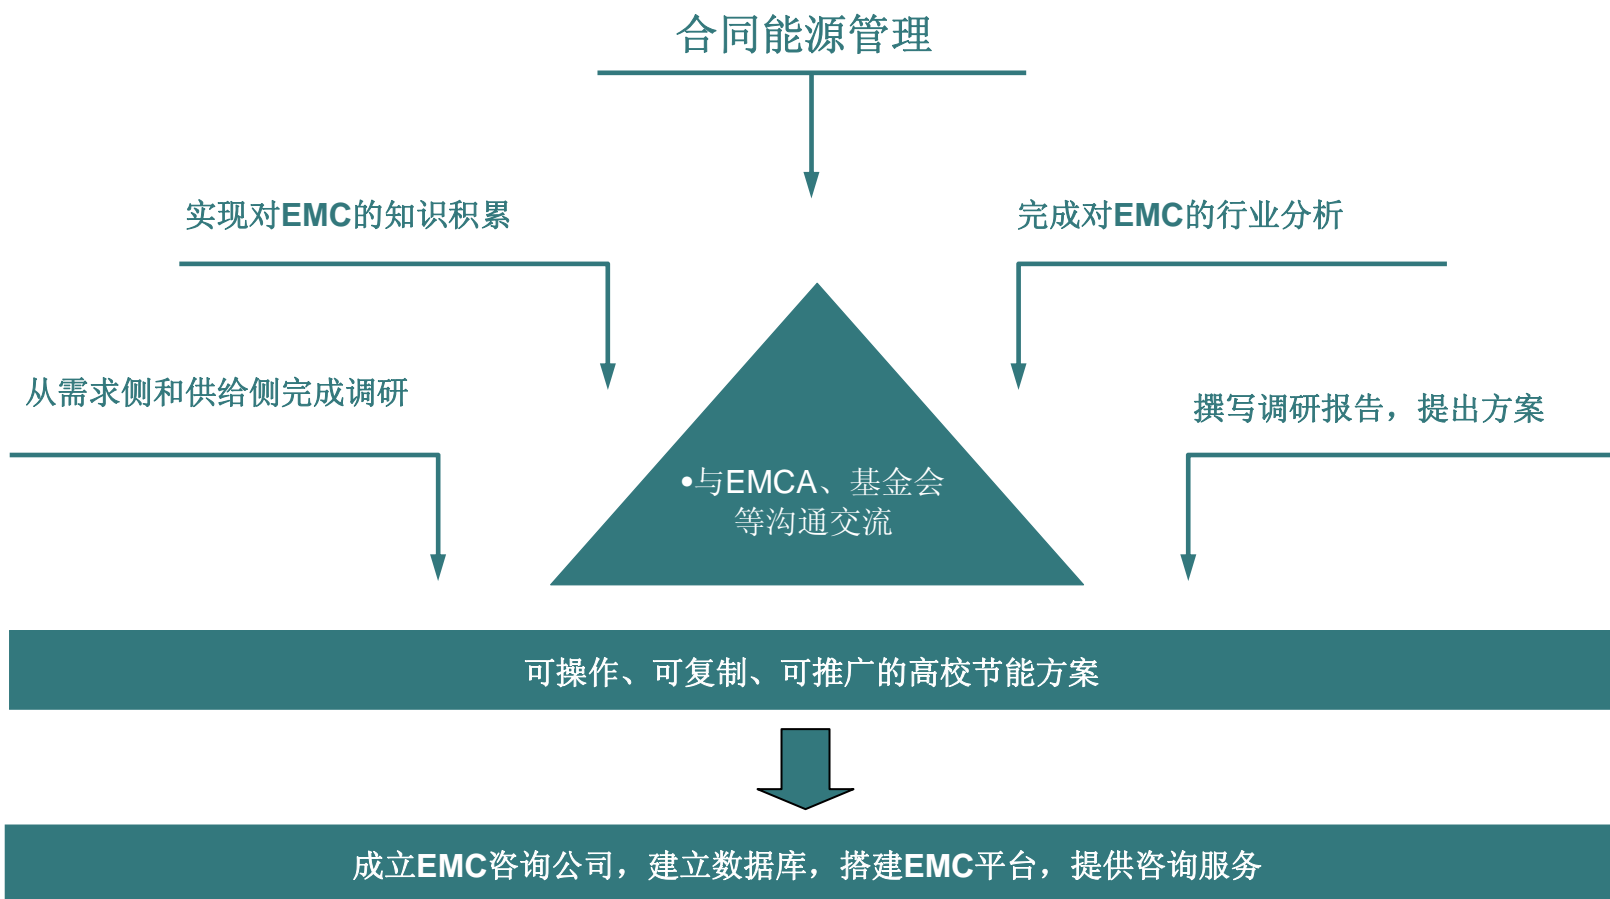 合同能源管理
实现对EMC的知识积累
完成对EMC的行业分析
从需求侧和供给侧完成调研
撰写调研报告，提出方案
•与EMCA、基金会
等沟通交流
可操作、可复制、可推广的高校节能方案
成立EMC咨询公司，建立数据库，搭建EMC平台，提供咨询服务